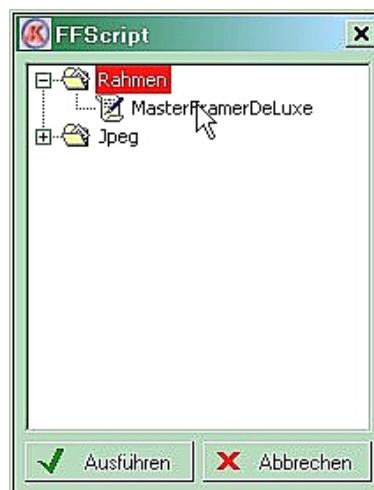 FFScript
Rahmen
MasterFramerDeLuxe
Jpeg
Ausführen
Abbrechen